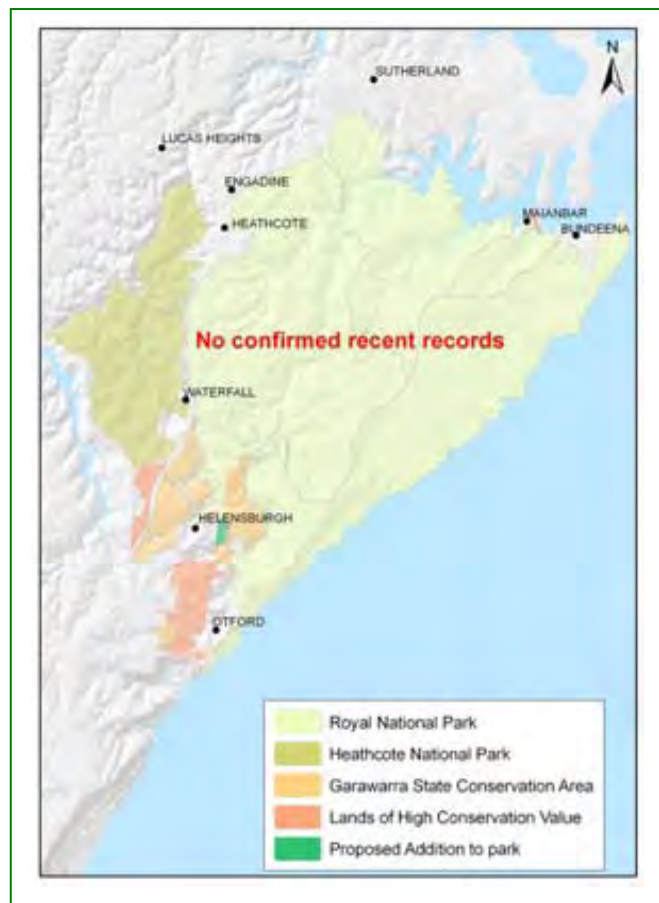 N
SUTHERLAND
LUCAS HEIGHTS
ENGADINE
MAIANBAR
HEATHCOTE
BUNDEENA
No confirmed recent records
WATERFALL
HELENSBURGH
OTFORD
Royal National Park
Heathcote National Park
Garawarra State Conservation Area
Lands of High Conservation Value
Proposed Addition to park